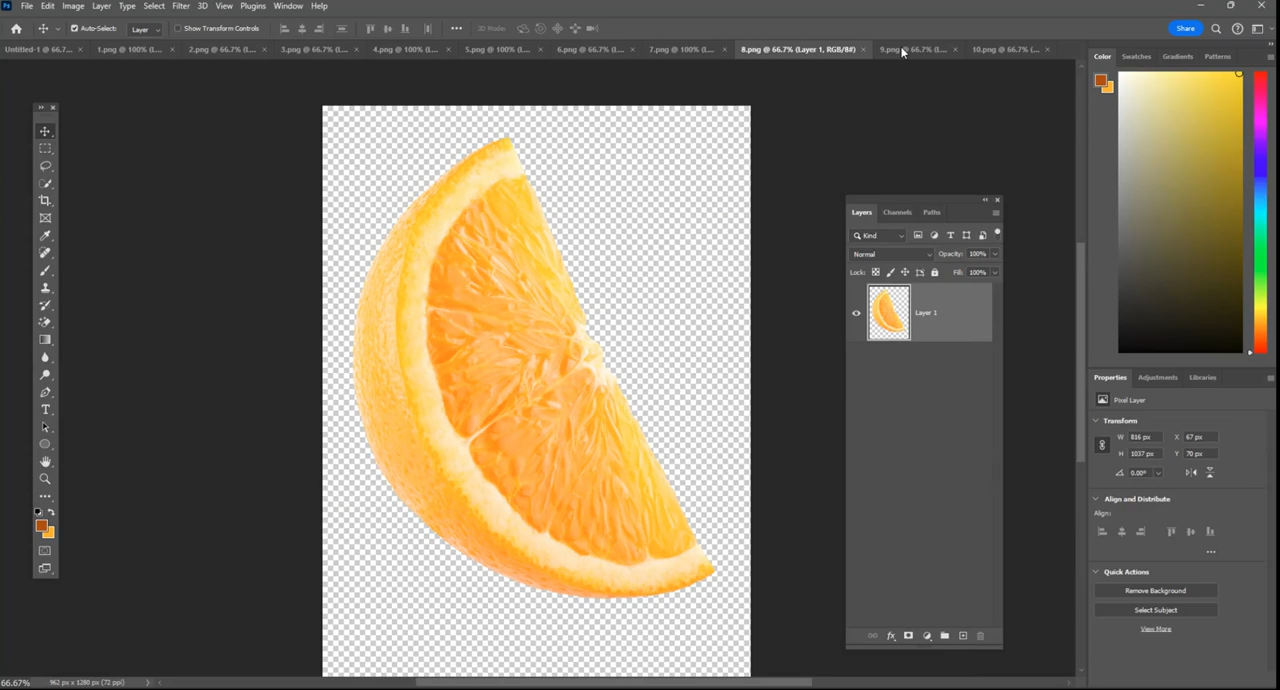 Ps File Edit Image Layer Type Select Filter 3D View Plugins Window Help
Auto-Select: Layer Show Transform Controls ••• 3D Mode: Share
Untitled-1 @ 66.7... 1.png @ 100% (L... 2.png @ 66.7% (L... 3.png @ 66.7% (L... 4.png @ 100% (L... 5.png @ 100% (L... 6.png @ 66.7% (L... 7.png @ 100% (L... 8.png @ 66.7% (Layer 1, RGB/8#) 9.png @ 66.7% (L... 10.png @ 66.7% (...
Color Swatches Gradients Patterns
Layers Channels Paths
Kind
Normal Opacity: 100%
Lock: Fill: 100%
Layer 1
fx
Properties Adjustments Libraries
Pixel Layer
Transform
W 816 px X 67 px
H 1037 px Y 70 px
0.00°
Align and Distribute
Align:
•••
Quick Actions
Remove Background
Select Subject
View More
66.67% 962 px x 1280 px (72 ppi)